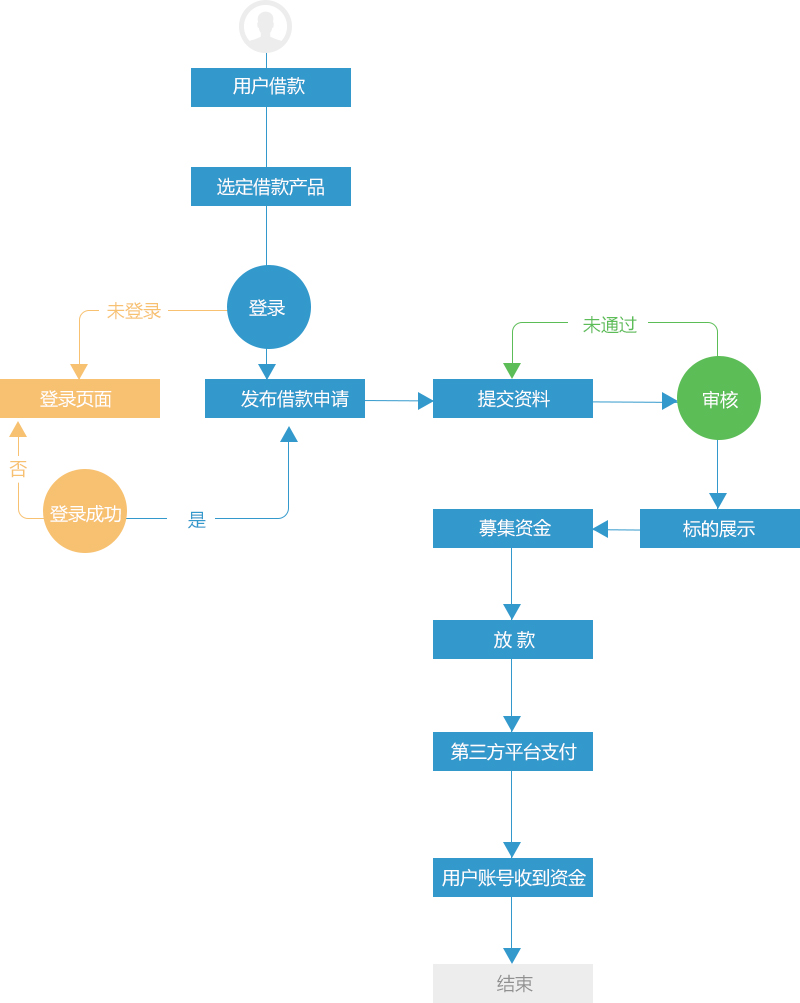 用户借款
选定借款产品
登录
未登录
未通过
登录页面
发布借款申请
提交资料
审核
否
登录成功
是
募集资金
标的展示
放 款
第三方平台支付
用户账号收到资金
结束